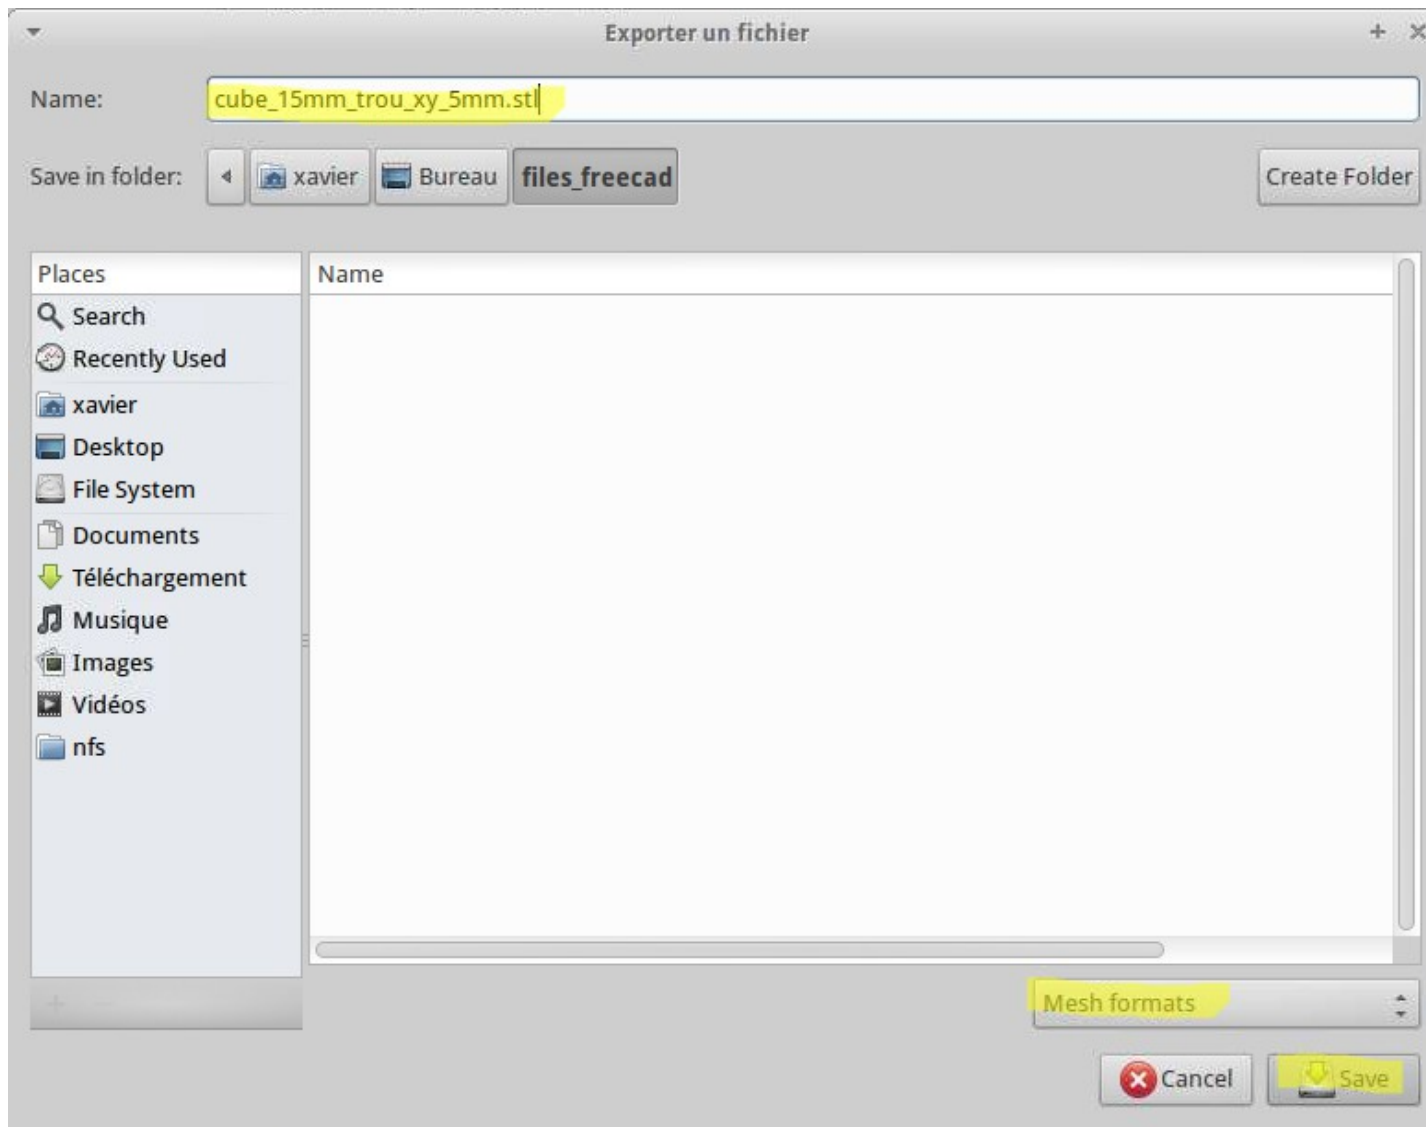 Exporter un fichier
Name: cube_15mm_trou_xy_5mm.stl
Save in folder: xavier Bureau files_freecad Create Folder
Places Name
Search
Recently Used
xavier
Desktop
File System
Documents
Téléchargement
Musique
Images
Vidéos
nfs
Mesh formats
Cancel Save